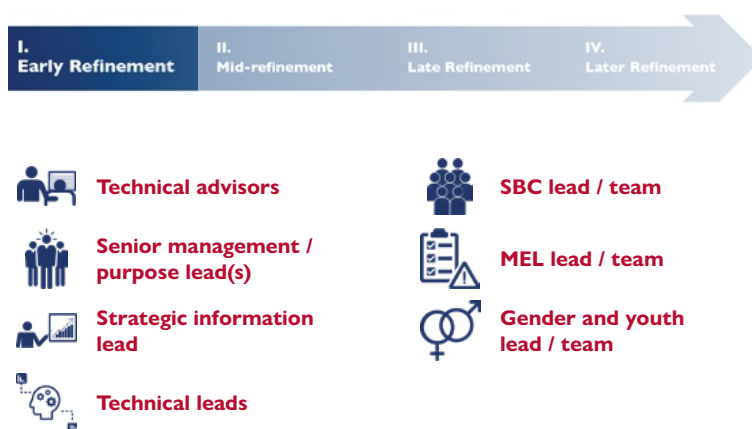 I.
Early Refinement
II.
Mid-refinement
III.
Late Refinement
IV.
Later Refinement
Technical advisors
Senior management /
purpose lead(s)
Strategic information
lead
Technical leads
SBC lead / team
MEL lead / team
Gender and youth
lead / team